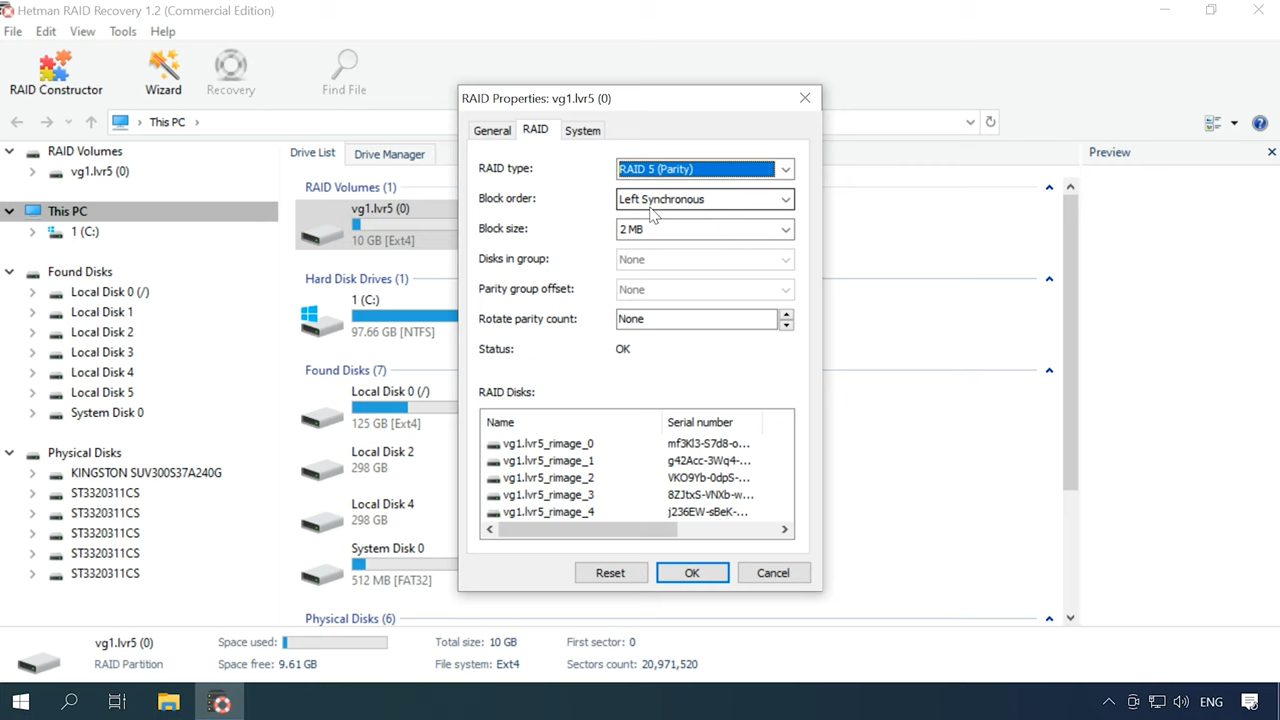 Hetman RAID Recovery 1.2 (Commercial Edition)
File Edit View Tools Help
RAID Constructor Wizard Recovery Find File
This PC
RAID Volumes
vg1.lvr5 (0)
This PC
1 (C:)
Found Disks
Local Disk 0 (/)
Local Disk 1
Local Disk 2
Local Disk 3
Local Disk 4
Local Disk 5
System Disk 0
Physical Disks
KINGSTON SUV300S37A240G
ST3320311CS
ST3320311CS
ST3320311CS
ST3320311CS
ST3320311CS
Drive List Drive Manager
RAID Volumes (1)
vg1.lvr5 (0)
10 GB [Ext4]
Hard Disk Drives (1)
1 (C:)
97.66 GB [NTFS]
Found Disks (7)
Local Disk 0 (/)
125 GB [Ext4]
Local Disk 2
298 GB
Local Disk 4
298 GB
System Disk 0
512 MB [FAT32]
Physical Disks (6)
RAID Properties: vg1.lvr5 (0)
General RAID System
RAID type: RAID 5 (Parity)
Block order: Left Synchronous
Block size: 2 MB
Disks in group: None
Parity group offset: None
Rotate parity count: None
Status: OK
RAID Disks:
Name Serial number
vg1.lvr5_rimage_0 mf3Kl3-S7d8-o...
vg1.lvr5_rimage_1 g42Acc-3Wq4-...
vg1.lvr5_rimage_2 VKO9Yb-0dpS-...
vg1.lvr5_rimage_3 8ZJtxS-VNXb-w...
vg1.lvr5_rimage_4 j236EW-sBeK-...
Reset OK Cancel
Preview
vg1.lvr5 (0) Space used: Total size: 10 GB First sector: 0
RAID Partition Space free: 9.61 GB File system: Ext4 Sectors count: 20,971,520
ENG